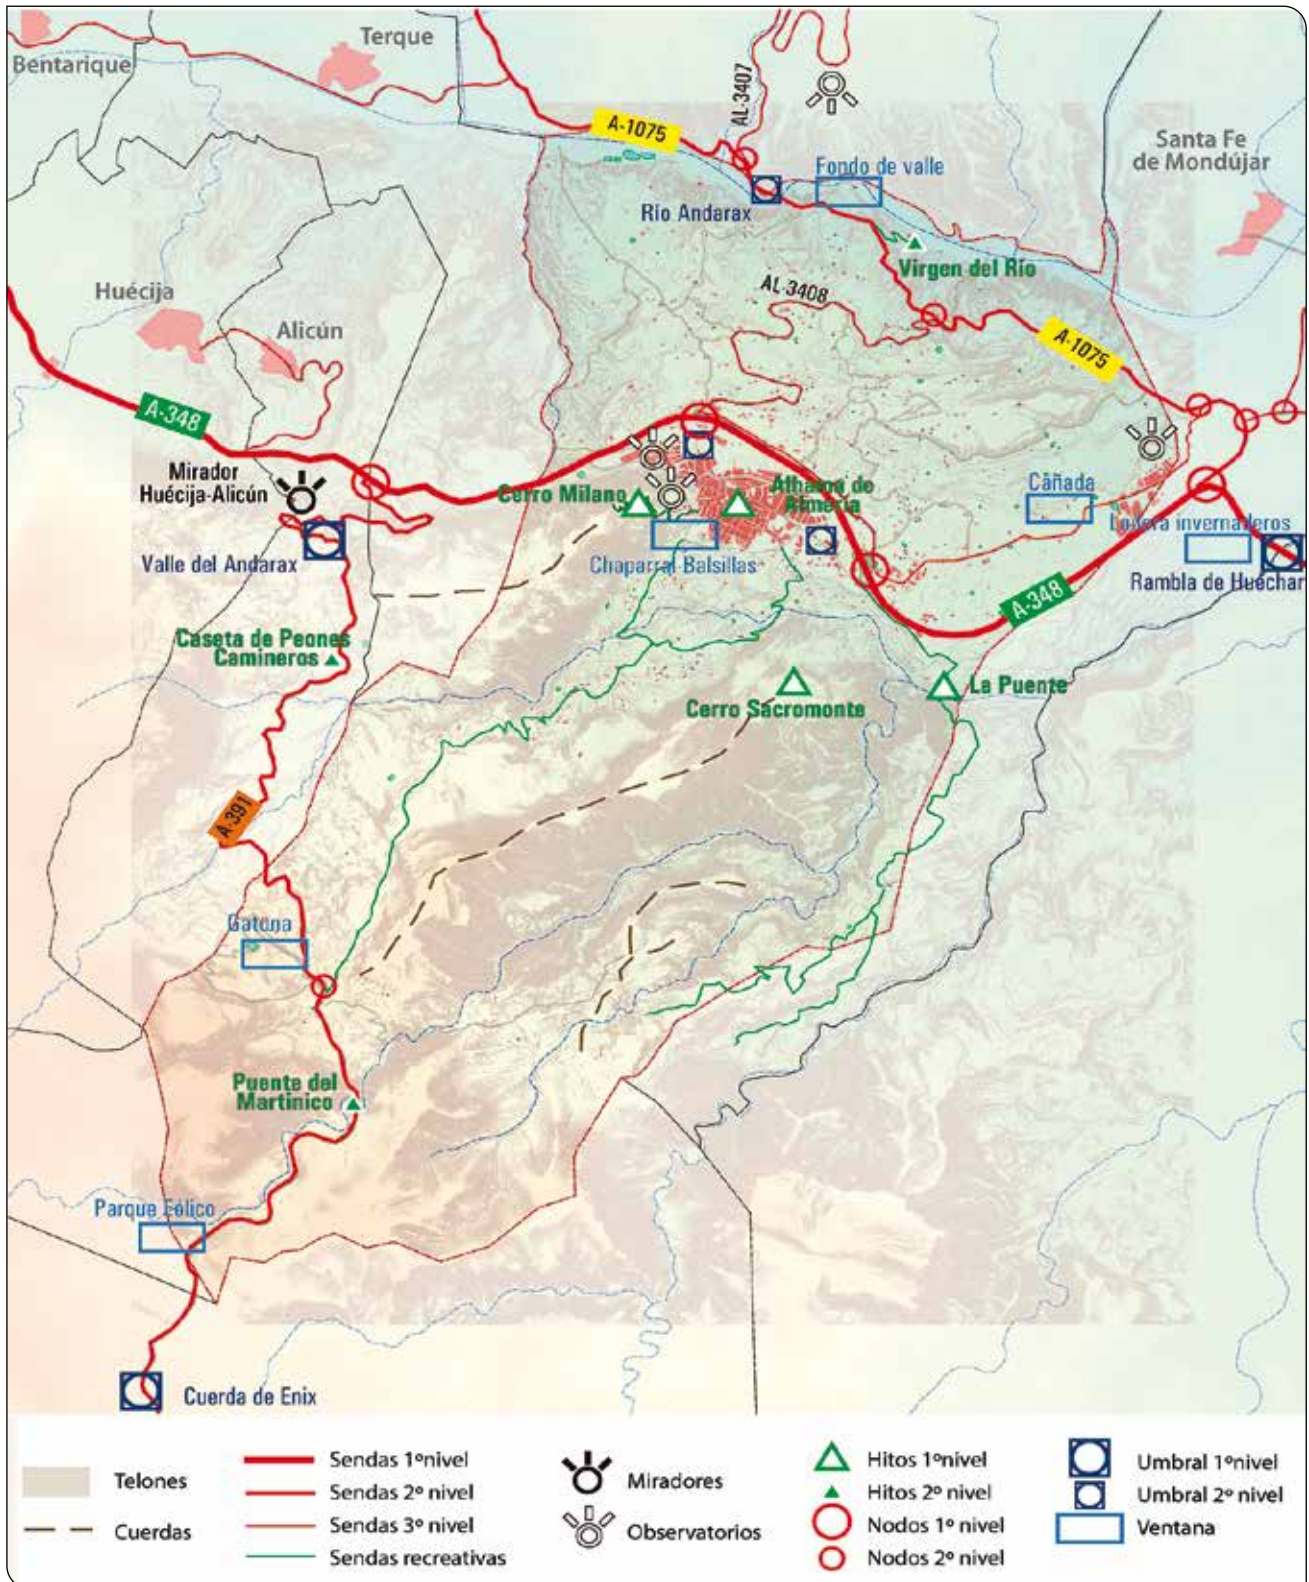 Terque
Bentarique
AL-3407
A-1075
Santa Fe
de Mondújar
Fondo de valle
Río Andarax
Virgen del Río
Huécija
AL-3408
Alicún
A-1075
A-348
Mirador
Huécija-Alicún
Cerro Milano
Alhama de
Almería
Cañada
Lonera invernaderos
Valle del Andarax
Chaparral Balsillas
Rambla de Huéchar
A-348
Caseta de Peones
Camineros
La Puente
Cerro Sacromonte
A-391
Gatuna
Puente del
Martinico
Parque Eólico
Cuerda de Enix
Telones
Cuerdas
Sendas 1ºnivel
Sendas 2º nivel
Sendas 3º nivel
Sendas recreativas
Miradores
Observatorios
Hitos 1ºnivel
Hitos 2º nivel
Nodos 1º nivel
Nodos 2º nivel
Umbral 1ºnivel
Umbral 2º nivel
Ventana